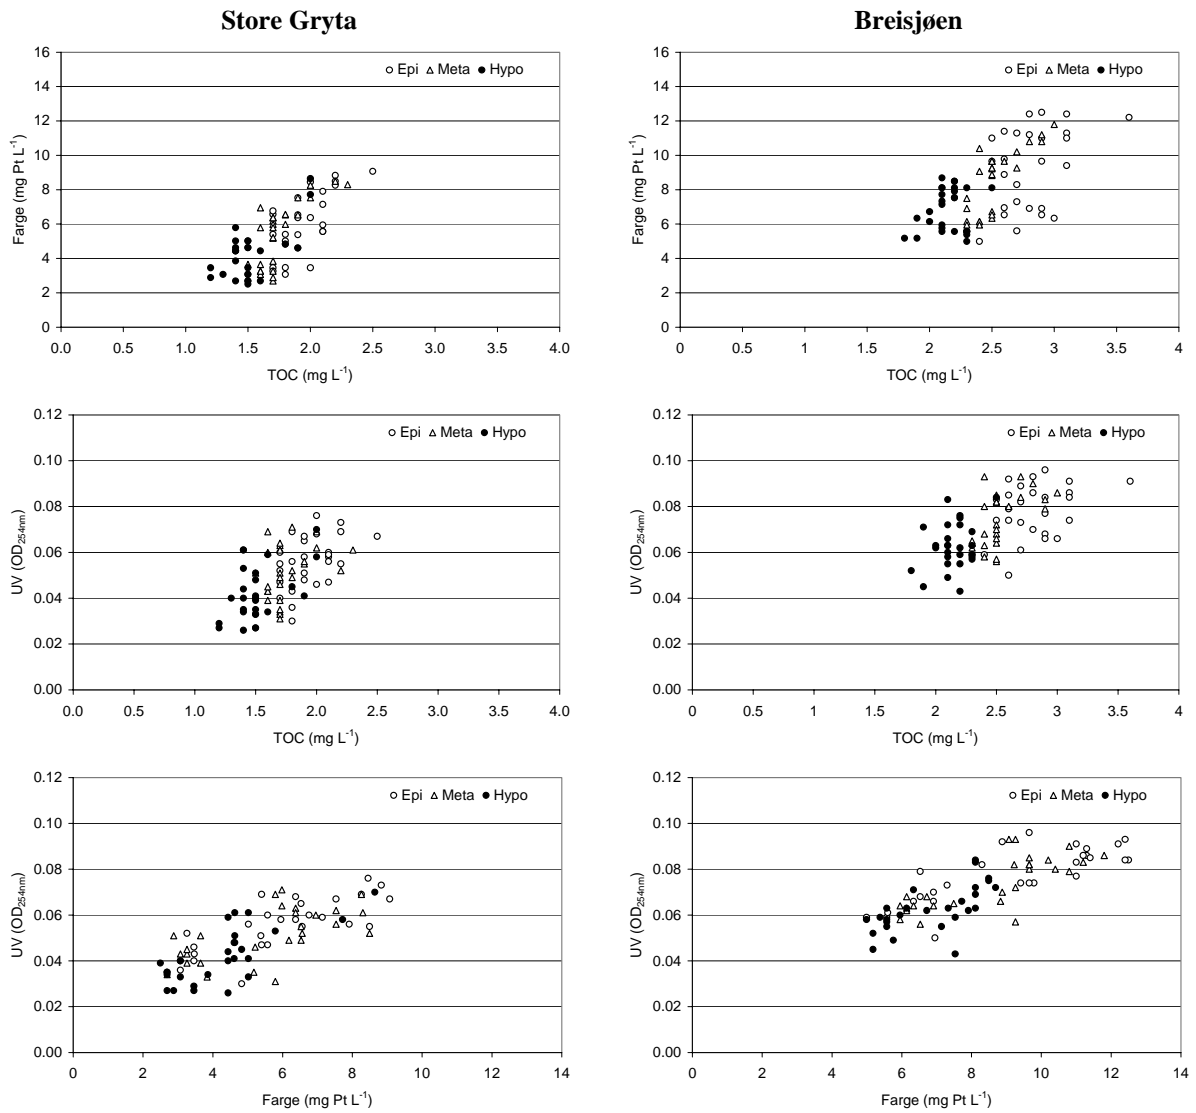 Store Gryta
Breisjøen
16
14
12
10
8
6
4
2
0
Farge (mg Pt L⁻¹)
Epi Meta Hypo
0.0 0.5 1.0 1.5 2.0 2.5 3.0 3.5 4.0
TOC (mg L⁻¹)
16
14
12
10
8
6
4
2
0
Farge (mg Pt L⁻¹)
Epi Meta Hypo
0 0.5 1 1.5 2 2.5 3 3.5 4
TOC (mg L⁻¹)
0.12
0.10
0.08
0.06
0.04
0.02
0.00
UV (OD₂₅₄ₙₘ)
Epi Meta Hypo
0.0 0.5 1.0 1.5 2.0 2.5 3.0 3.5 4.0
TOC (mg L⁻¹)
0.12
0.10
0.08
0.06
0.04
0.02
0.00
UV (OD₂₅₄ₙₘ)
Epi Meta Hypo
0 0.5 1 1.5 2 2.5 3 3.5 4
TOC (mg L⁻¹)
0.12
0.10
0.08
0.06
0.04
0.02
0.00
UV (OD₂₅₄ₙₘ)
Epi Meta Hypo
0 2 4 6 8 10 12 14
Farge (mg Pt L⁻¹)
0.12
0.10
0.08
0.06
0.04
0.02
0.00
UV (OD₂₅₄ₙₘ)
Epi Meta Hypo
0 2 4 6 8 10 12 14
Farge (mg Pt L⁻¹)